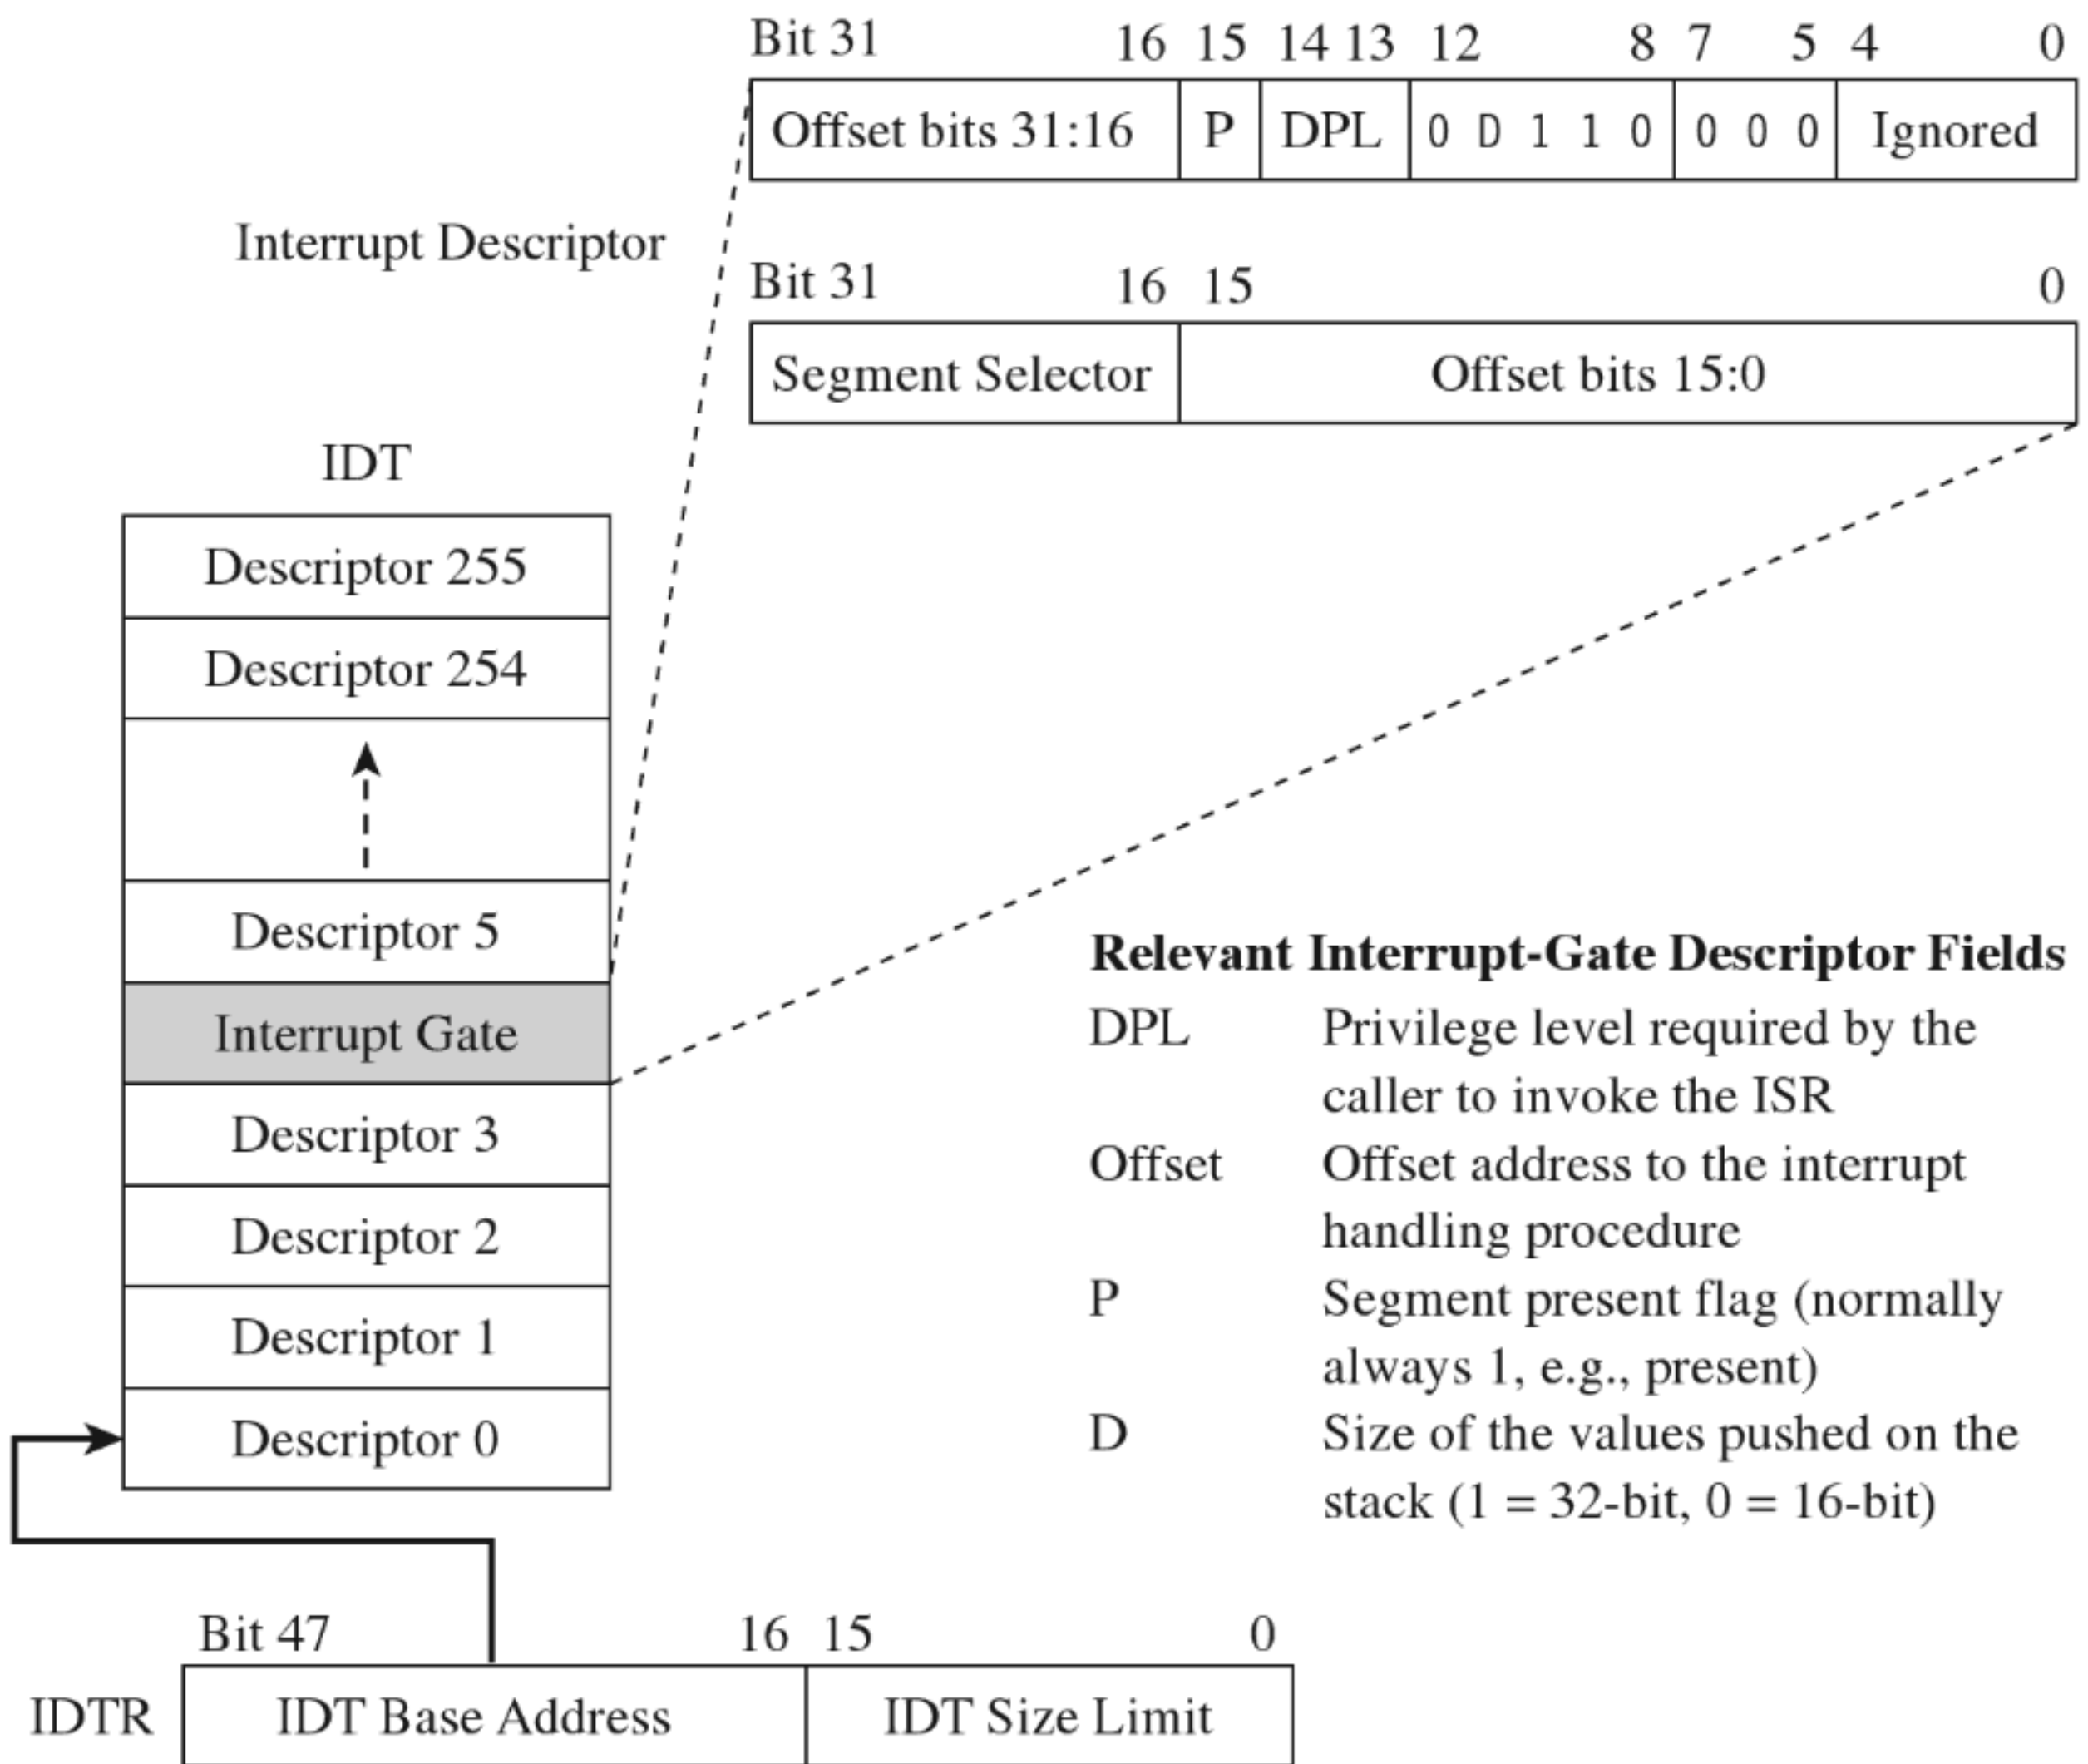 Bit 31 16 15 14 13 12 8 7 5 4 0
Offset bits 31:16 P DPL 0 D 1 1 0 0 0 0 Ignored
Interrupt Descriptor
Bit 31 16 15 0
Segment Selector Offset bits 15:0
IDT
Descriptor 255
Descriptor 254
Descriptor 5
Interrupt Gate
Descriptor 3
Descriptor 2
Descriptor 1
Descriptor 0
Relevant Interrupt-Gate Descriptor Fields
DPL Privilege level required by the
caller to invoke the ISR
Offset Offset address to the interrupt
handling procedure
P Segment present flag (normally
always 1, e.g., present)
D Size of the values pushed on the
stack (1 = 32-bit, 0 = 16-bit)
Bit 47 16 15 0
IDTR IDT Base Address IDT Size Limit